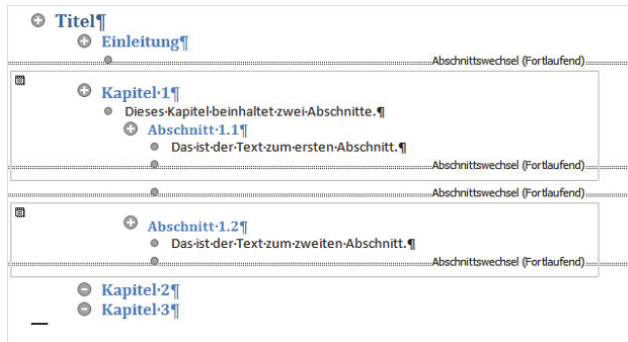 Titel¶
Einleitung¶
Abschnittswechsel (Fortlaufend)
Kapitel·1¶
Dieses·Kapitel·beinhaltet·zwei·Abschnitte.¶
Abschnitt·1.1¶
Das·ist·der·Text·zum·ersten·Abschnitt.¶
Abschnittswechsel (Fortlaufend)
Abschnittswechsel (Fortlaufend)
Abschnitt·1.2¶
Das·ist·der·Text·zum·zweiten·Abschnitt.¶
Abschnittswechsel (Fortlaufend)
Kapitel·2¶
Kapitel·3¶